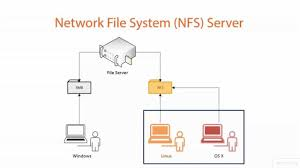 Network File System (NFS) Server
File Server
SMB
NFS
Windows
Linux
OS X